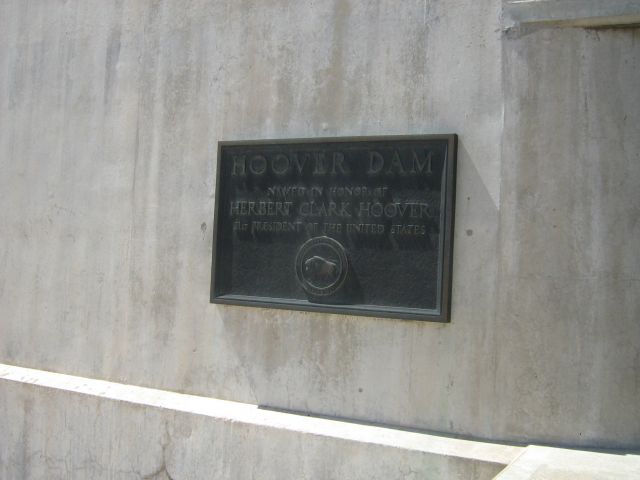 HOOVER DAM
NAMED IN HONOR OF
HERBERT CLARK HOOVER
31st PRESIDENT OF THE UNITED STATES